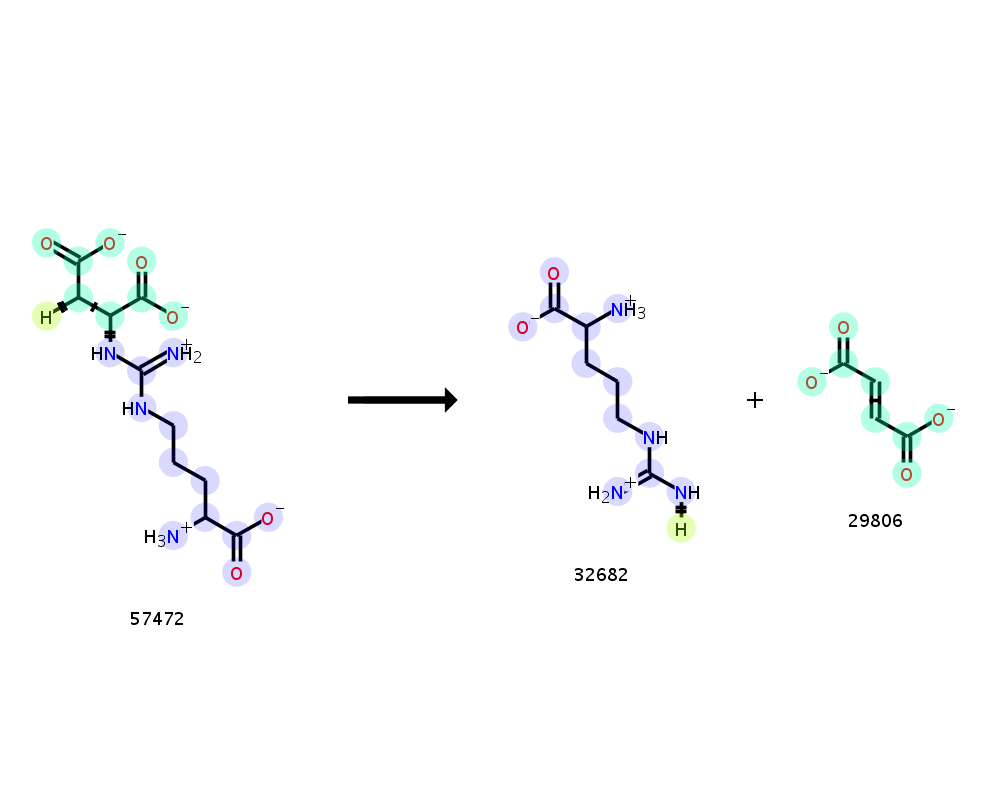 O O⁻ O
H O⁻
HN NH₂⁺
HN
H₃N⁺ O⁻
O
57472
O
O⁻ NH₃⁺
NH
H₂N⁺ NH
H
32682
+
O
O⁻ O⁻
O
29806